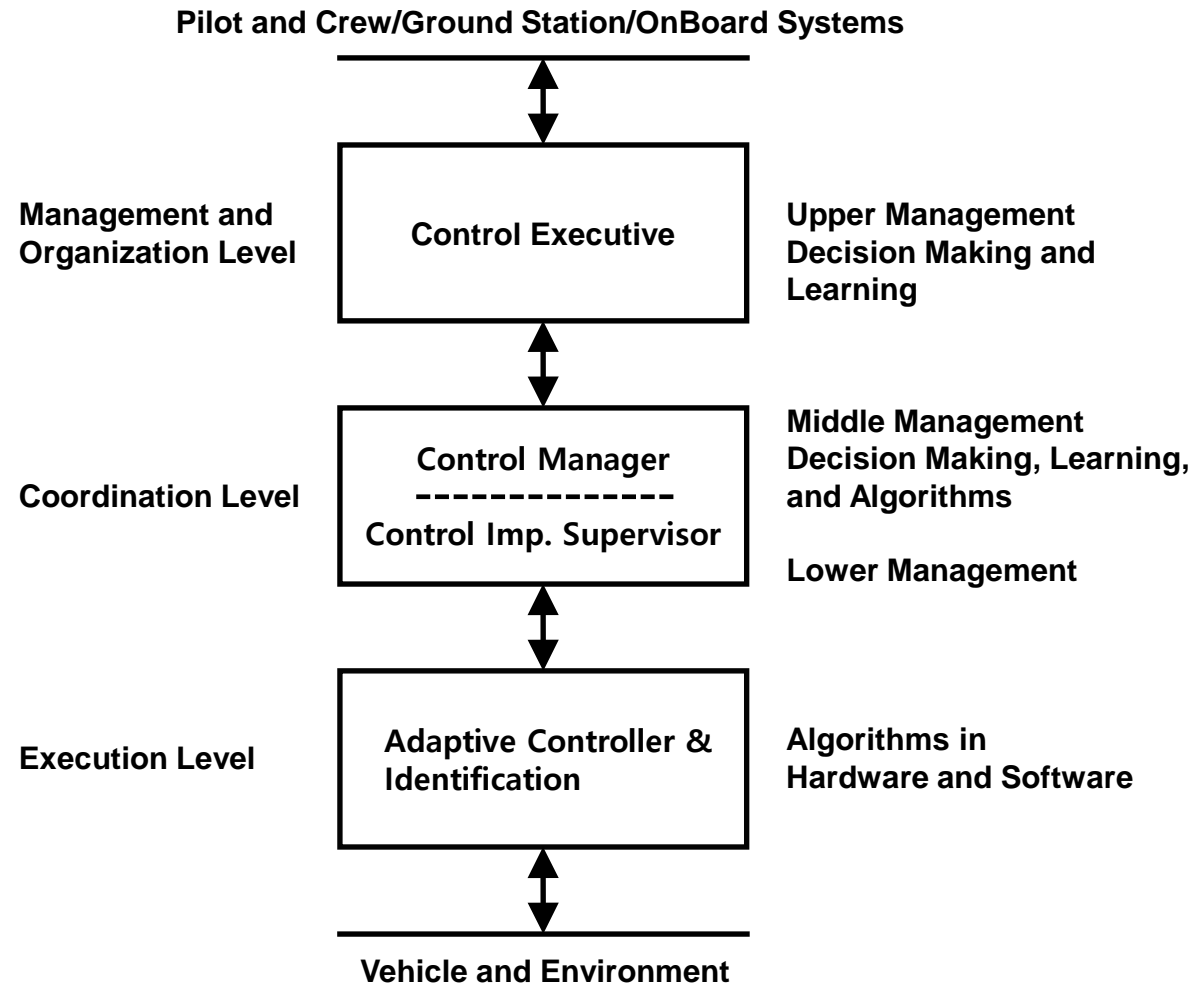 Pilot and Crew/Ground Station/OnBoard Systems
Management and
Organization Level
Control Executive
Upper Management
Decision Making and
Learning
Coordination Level
Control Manager
Control Imp. Supervisor
Middle Management
Decision Making, Learning,
and Algorithms
Lower Management
Execution Level
Adaptive Controller &
Identification
Algorithms in
Hardware and Software
Vehicle and Environment